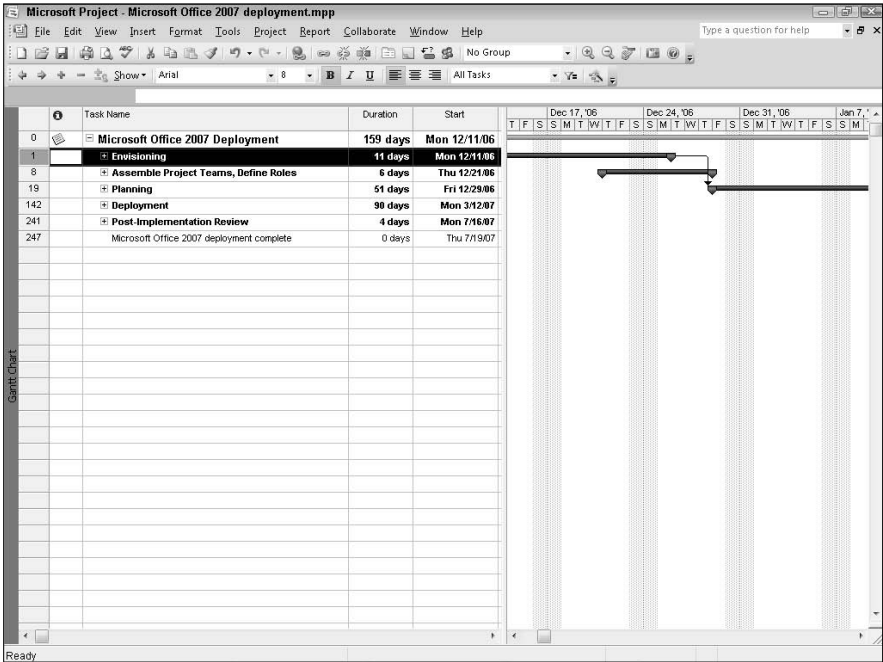 Microsoft Project - Microsoft Office 2007 deployment.mpp
File Edit View Insert Format Tools Project Report Collaborate Window Help Type a question for help
No Group
Show Arial 8 B I U All Tasks
Task Name Duration Start Dec 17, '06 Dec 24, '06 Dec 31, '06 Jan 7, '
T F S S M T W T F S S M T W T F S S M T W T F S S M
0 Microsoft Office 2007 Deployment 159 days Mon 12/11/06
1 Envisioning 11 days Mon 12/11/06
8 Assemble Project Teams, Define Roles 6 days Thu 12/21/06
19 Planning 51 days Fri 12/29/06
142 Deployment 90 days Mon 3/12/07
241 Post-Implementation Review 4 days Mon 7/16/07
247 Microsoft Office 2007 deployment complete 0 days Thu 7/19/07
Gantt Chart
Ready